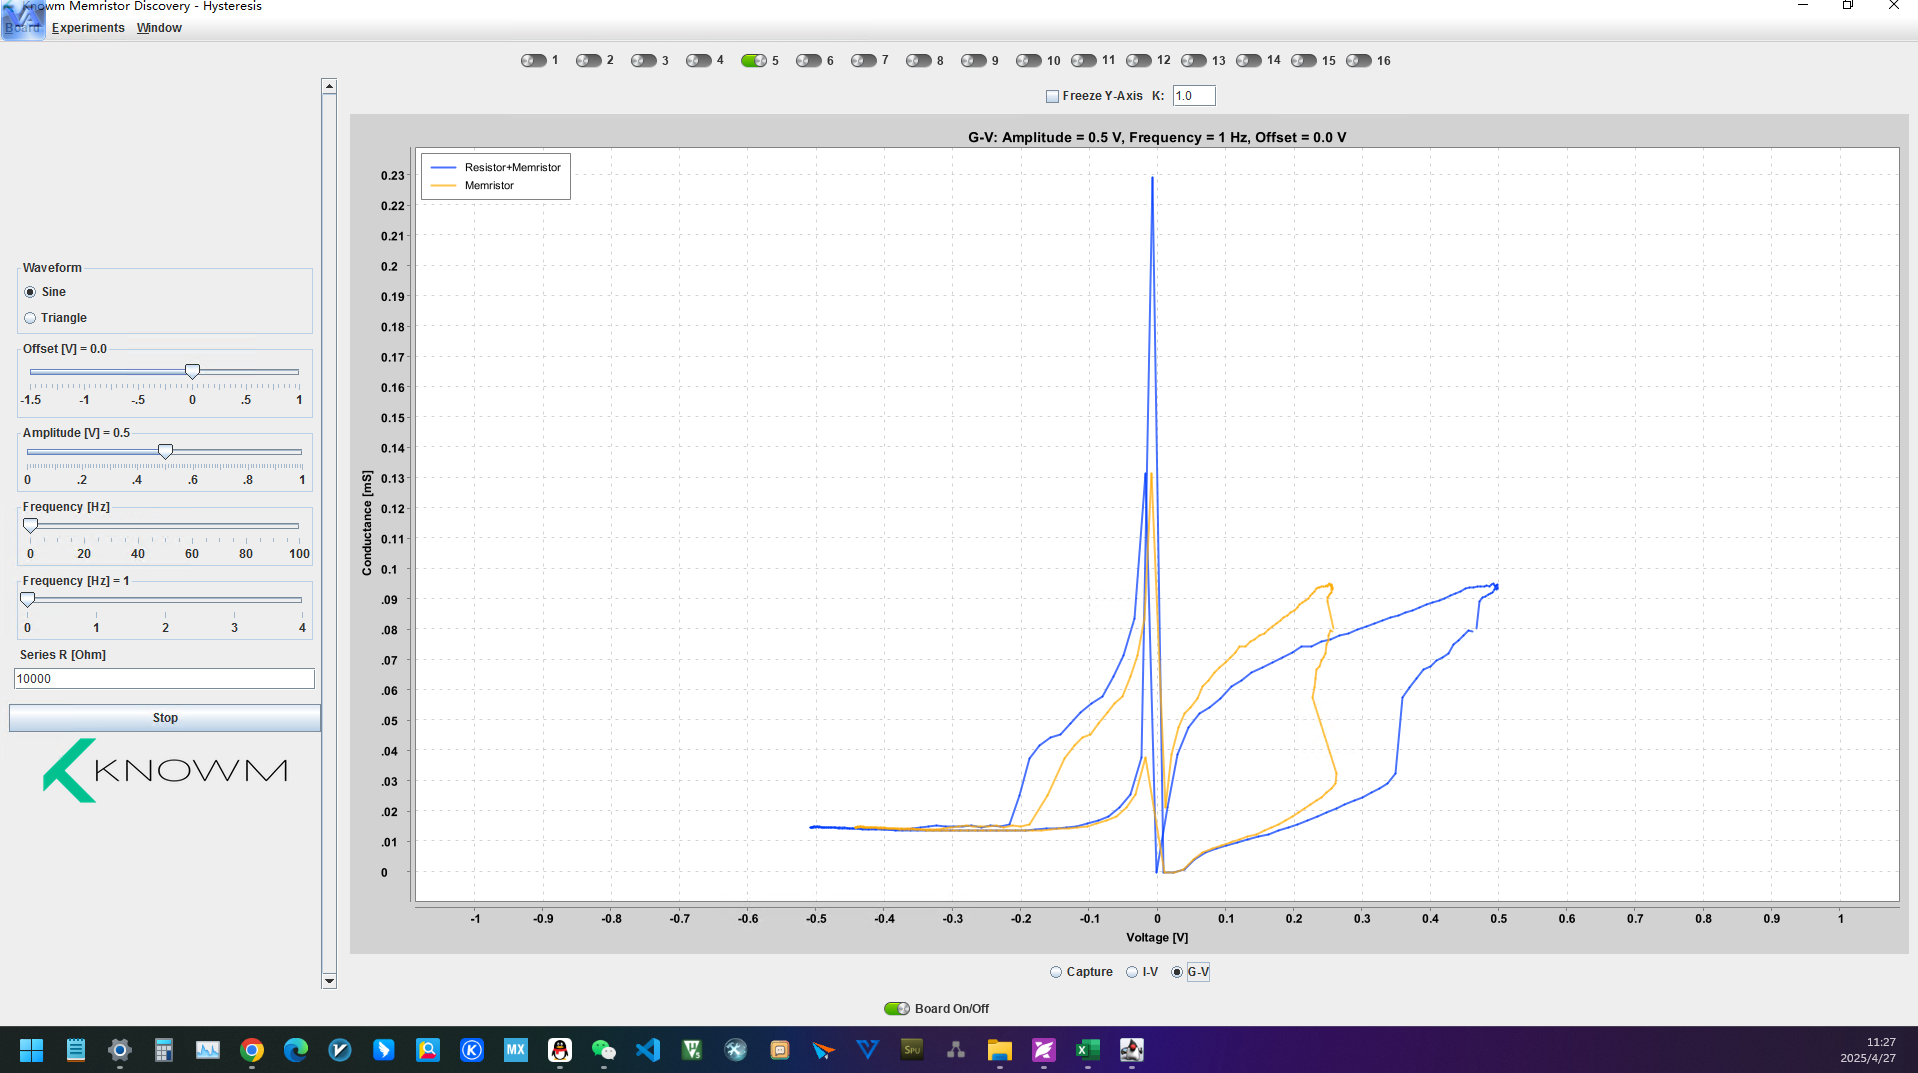 Knowm Memristor Discovery - Hysteresis
Board Experiments Window
1 2 3 4 5 6 7 8 9 10 11 12 13 14 15 16
Freeze Y-Axis K: 1.0
Waveform
Sine
Triangle
Offset [V] = 0.0
-1.5 -1 -.5 0 .5 1
Amplitude [V] = 0.5
0 .2 .4 .6 .8 1
Frequency [Hz]
0 20 40 60 80 100
Frequency [Hz] = 1
0 1 2 3 4
Series R [Ohm]
10000
Stop
KNOWM
G-V: Amplitude = 0.5 V, Frequency = 1 Hz, Offset = 0.0 V
Resistor+Memristor
Memristor
Conductance [mS]
0.23
0.22
0.21
0.2
0.19
0.18
0.17
0.16
0.15
0.14
0.13
0.12
0.11
0.1
.09
.08
.07
.06
.05
.04
.03
.02
.01
0
-1 -0.9 -0.8 -0.7 -0.6 -0.5 -0.4 -0.3 -0.2 -0.1 0 0.1 0.2 0.3 0.4 0.5 0.6 0.7 0.8 0.9 1
Voltage [V]
Capture I-V G-V
Board On/Off
MX
SPU
11:27
2025/4/27